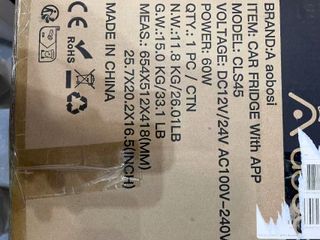 BRAND:A aobosi
ITEM: CAR FRIDGE With APP
MODEL: CLS45
VOLTAGE: DC12V/24V AC100V-240V
POWER: 60W
QTY.: 1 PC / CTN
N.W.:11.8 KG/26.01LB
G.W.:15.0 KG/33.1 LB
MEAS.: 654X512X418(MM)
25.7X20.2X16.5(INCH)
MADE IN CHINA
CE RoHS